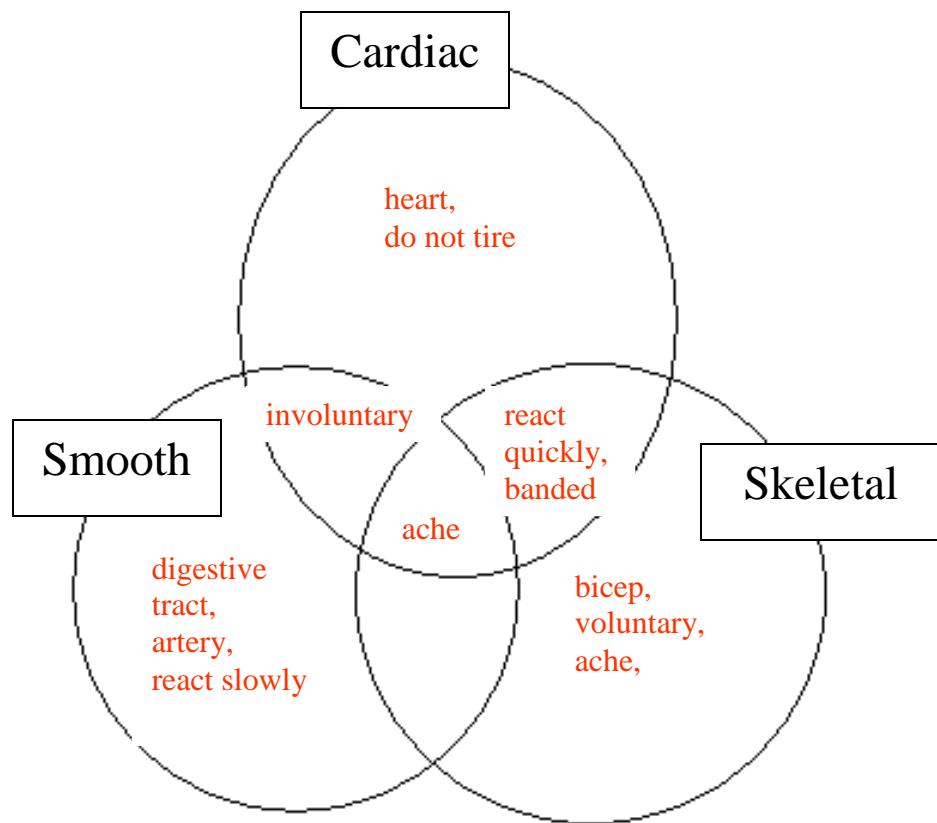 Cardiac
heart,
do not tire
involuntary
react
quickly,
banded
Smooth
Skeletal
ache
digestive
tract,
artery,
react slowly
bicep,
voluntary,
ache,